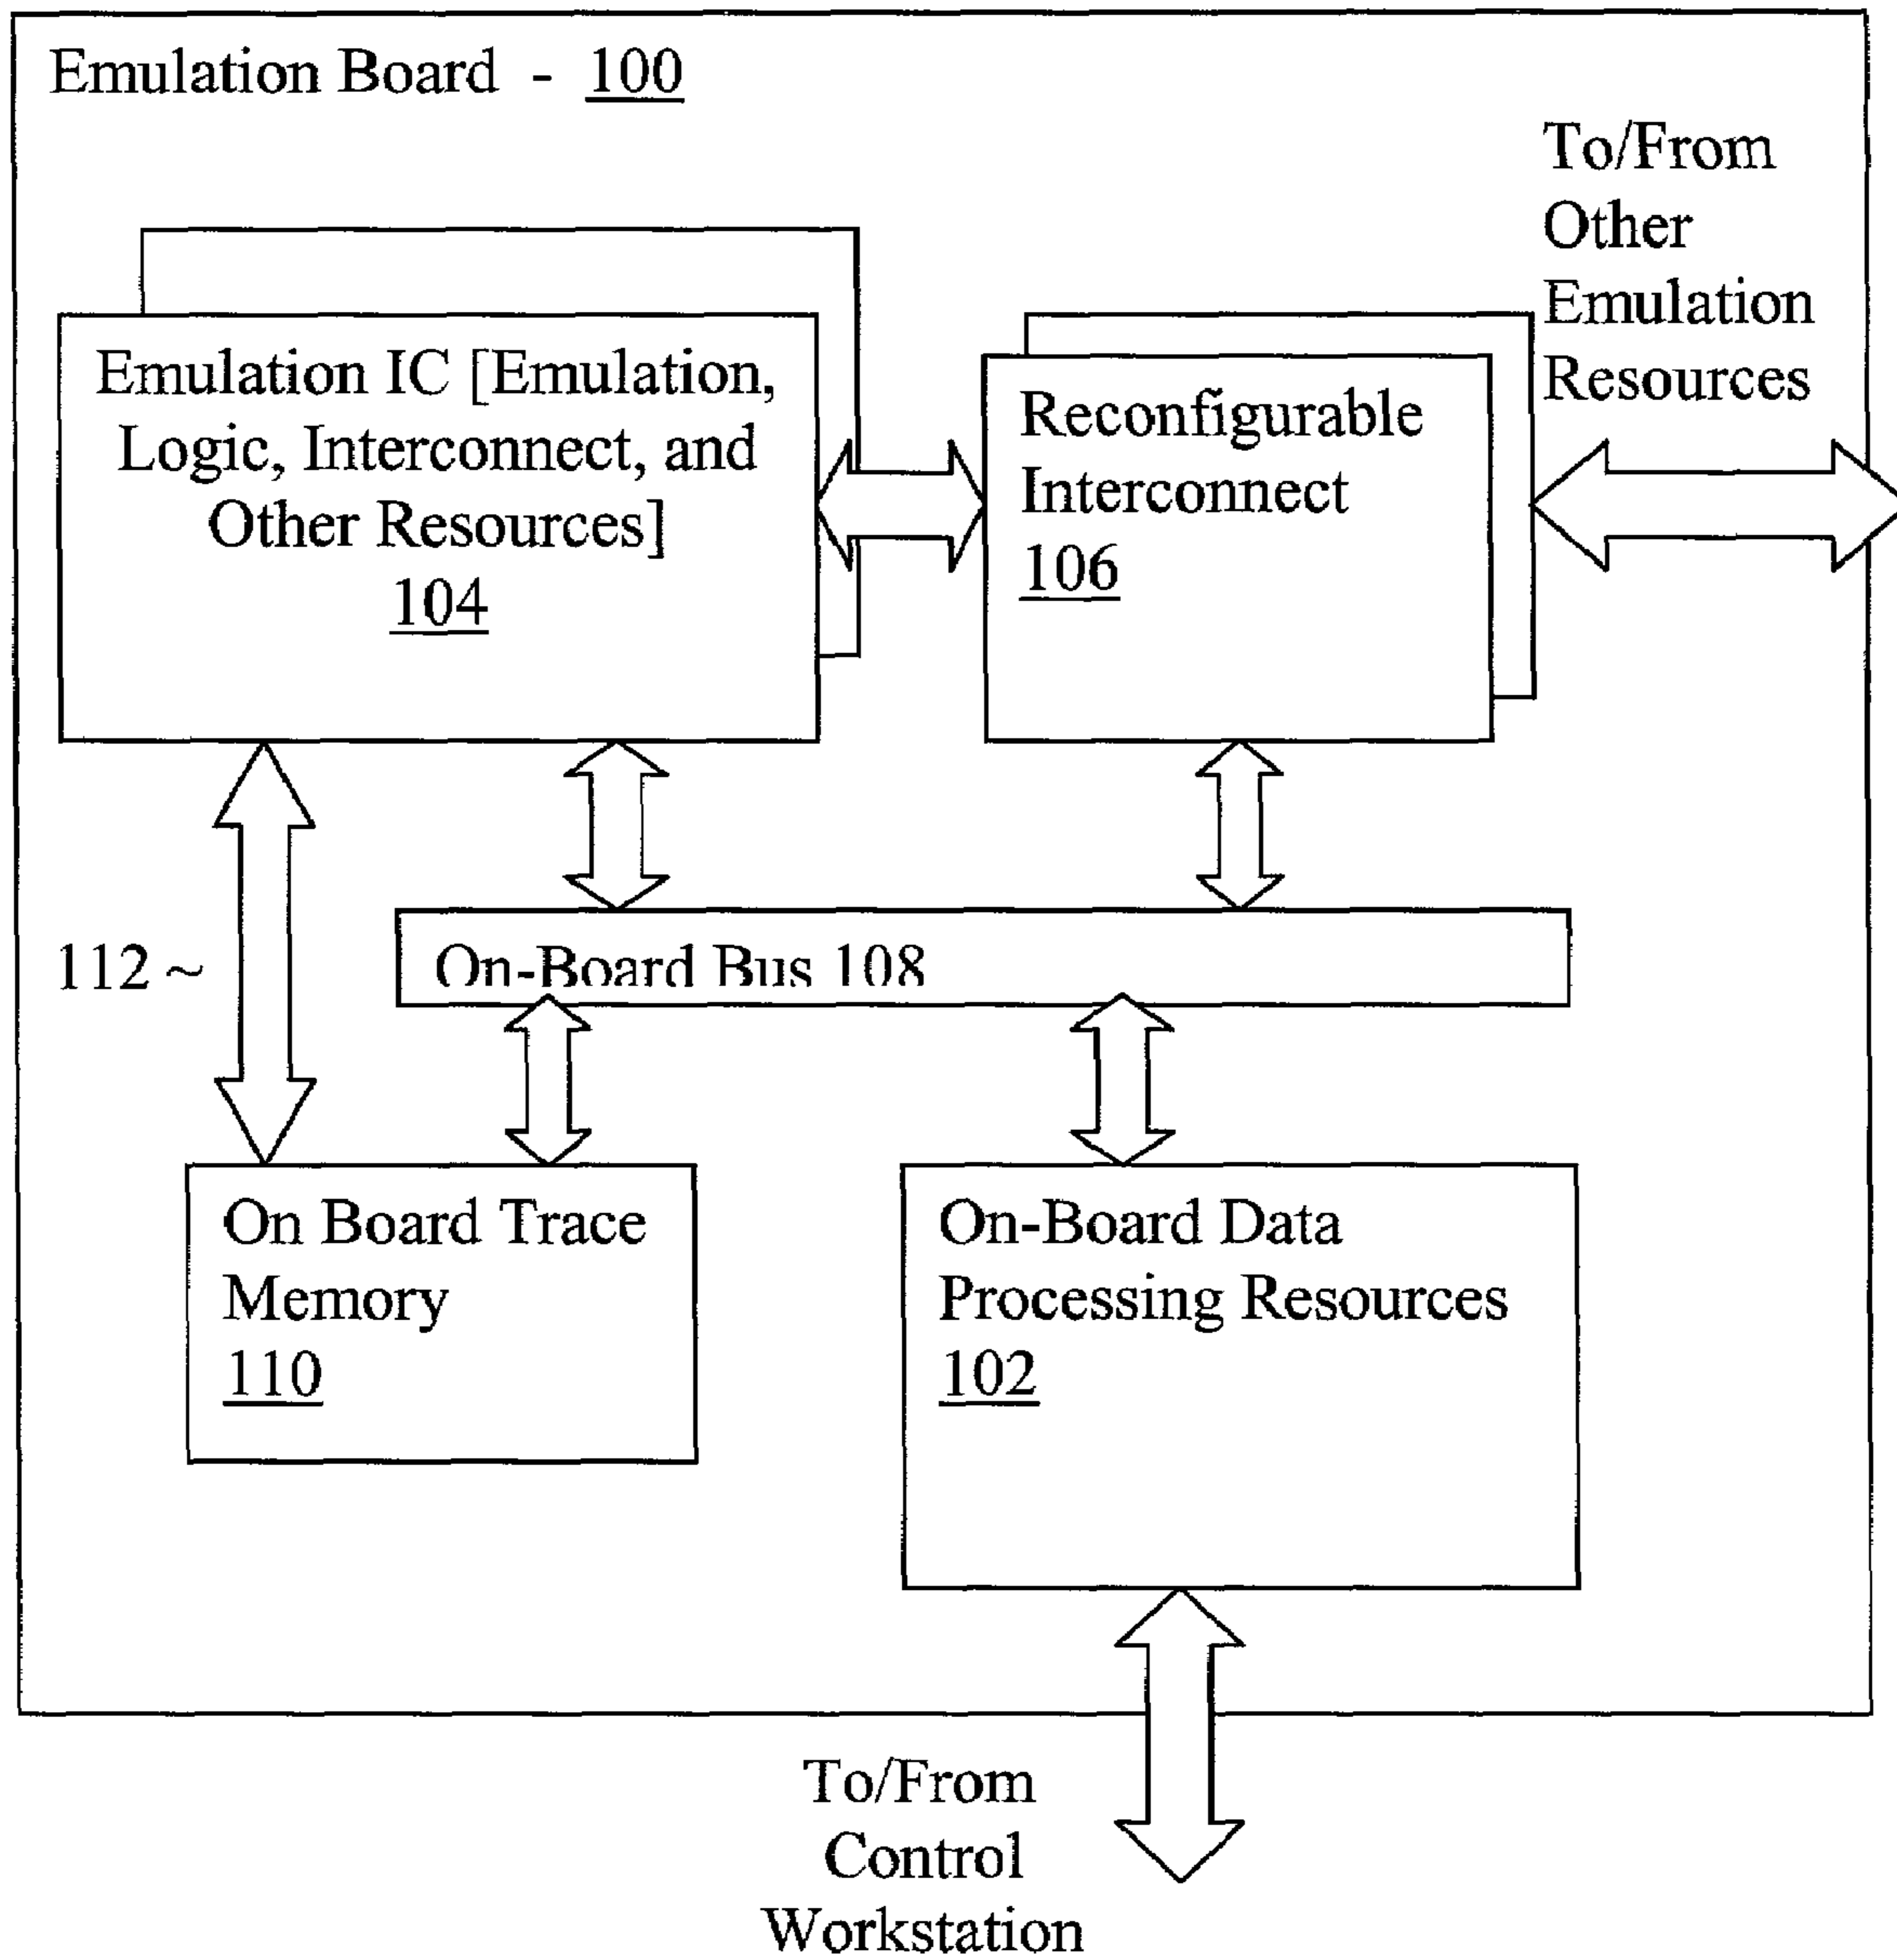 Emulation Board - 100
To/From
Other
Emulation
Resources
Emulation IC [Emulation,
Logic, Interconnect, and
Other Resources]
104
Reconfigurable
Interconnect
106
112 ~
On-Board Bus 108
On Board Trace
Memory
110
On-Board Data
Processing Resources
102
To/From
Control
Workstation